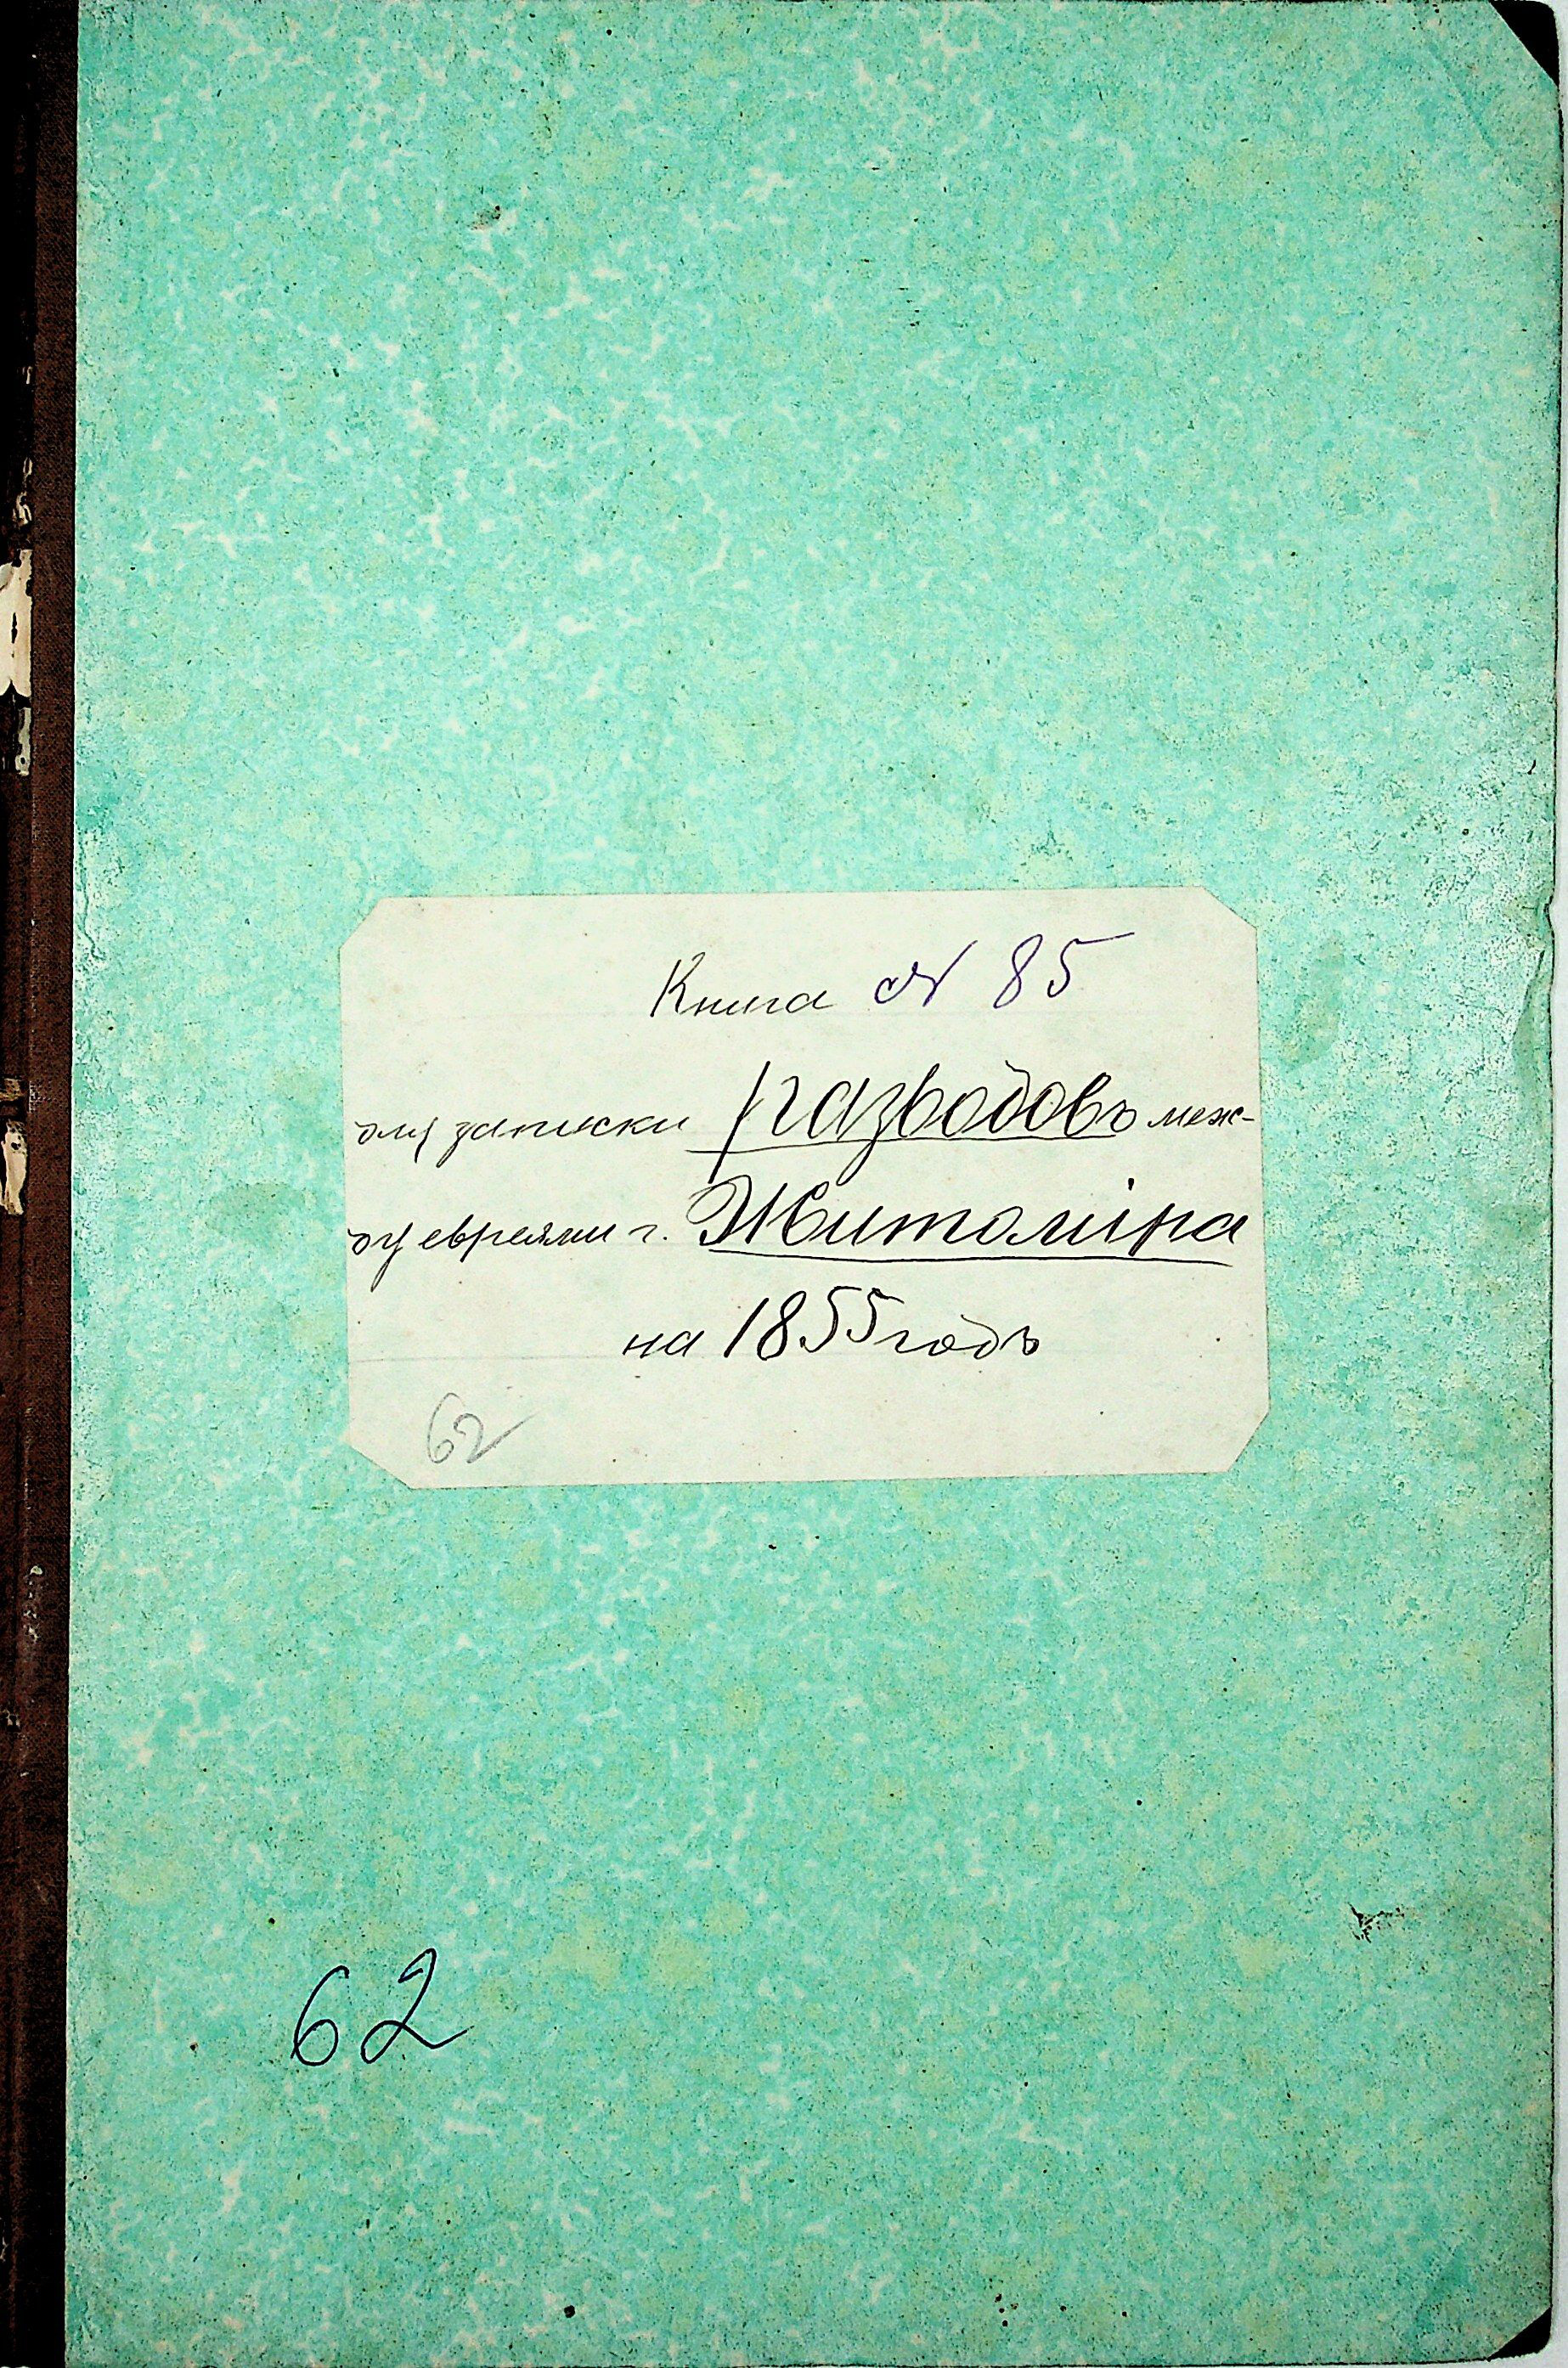 Книга № 85
для записки разводовъ меж-
ду евреями г. Житоміра
на 1855 годъ
62
62